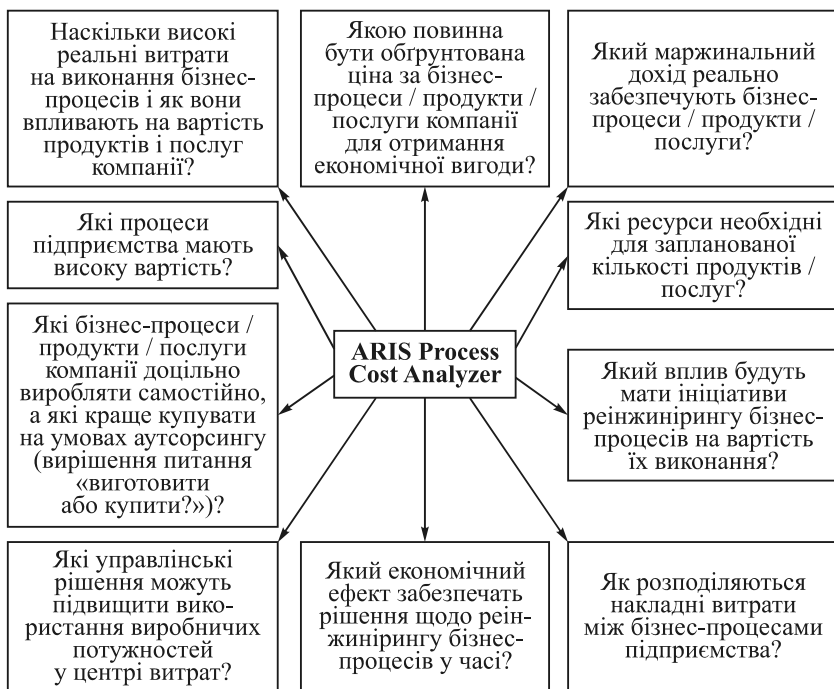 Наскільки високі
реальні витрати
на виконання бізнес-
процесів і як вони
впливають на вартість
продуктів і послуг
компанії?
Якою повинна
бути обґрунтована
ціна за бізнес-
процеси / продукти /
послуги компанії
для отримання
економічної вигоди?
Який маржинальний
дохід реально
забезпечують бізнес-
процеси / продукти /
послуги?
Які процеси
підприємства мають
високу вартість?
Які ресурси необхідні
для запланованої
кількості продуктів /
послуг?
Які бізнес-процеси /
продукти / послуги
компанії доцільно
виробляти самостійно,
а які краще купувати
на умовах аутсорсингу
(вирішення питання
«виготовити
або купити?»)?
ARIS Process
Cost Analyzer
Який вплив будуть
мати ініціативи
реінжинірингу бізнес-
процесів на вартість
їх виконання?
Які управлінські
рішення можуть
підвищити вико-
ристання виробничих
потужностей
у центрі витрат?
Який економічний
ефект забезпечать
рішення щодо реін-
жинірингу бізнес-
процесів у часі?
Як розподіляються
накладні витрати
між бізнес-процесами
підприємства?